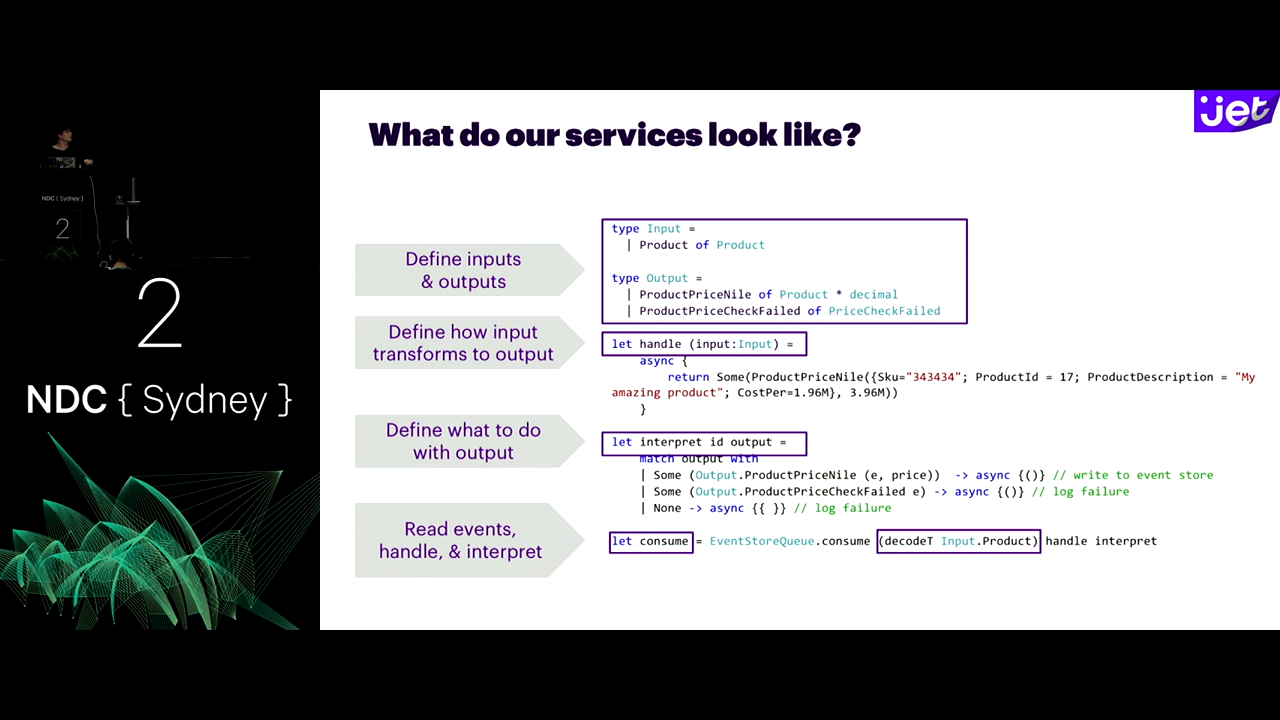 NDC { Sydney }
2
2
NDC { Sydney }
jet
What do our services look like?
Define inputs
& outputs
type Input =
| Product of Product
type Output =
| ProductPriceNile of Product * decimal
| ProductPriceCheckFailed of PriceCheckFailed
Define how input
transforms to output
let handle (input:Input) =
async {
return Some(ProductPriceNile({Sku="343434"; ProductId = 17; ProductDescription = "My
amazing product"; CostPer=1.96M}, 3.96M))
}
Define what to do
with output
let interpret id output =
match output with
| Some (Output.ProductPriceNile (e, price))  -> async {()} // write to event store
| Some (Output.ProductPriceCheckFailed e) -> async {()} // log failure
| None -> async {{ }} // log failure
Read events,
handle, & interpret
let consume = EventStoreQueue.consume (decodeT Input.Product) handle interpret